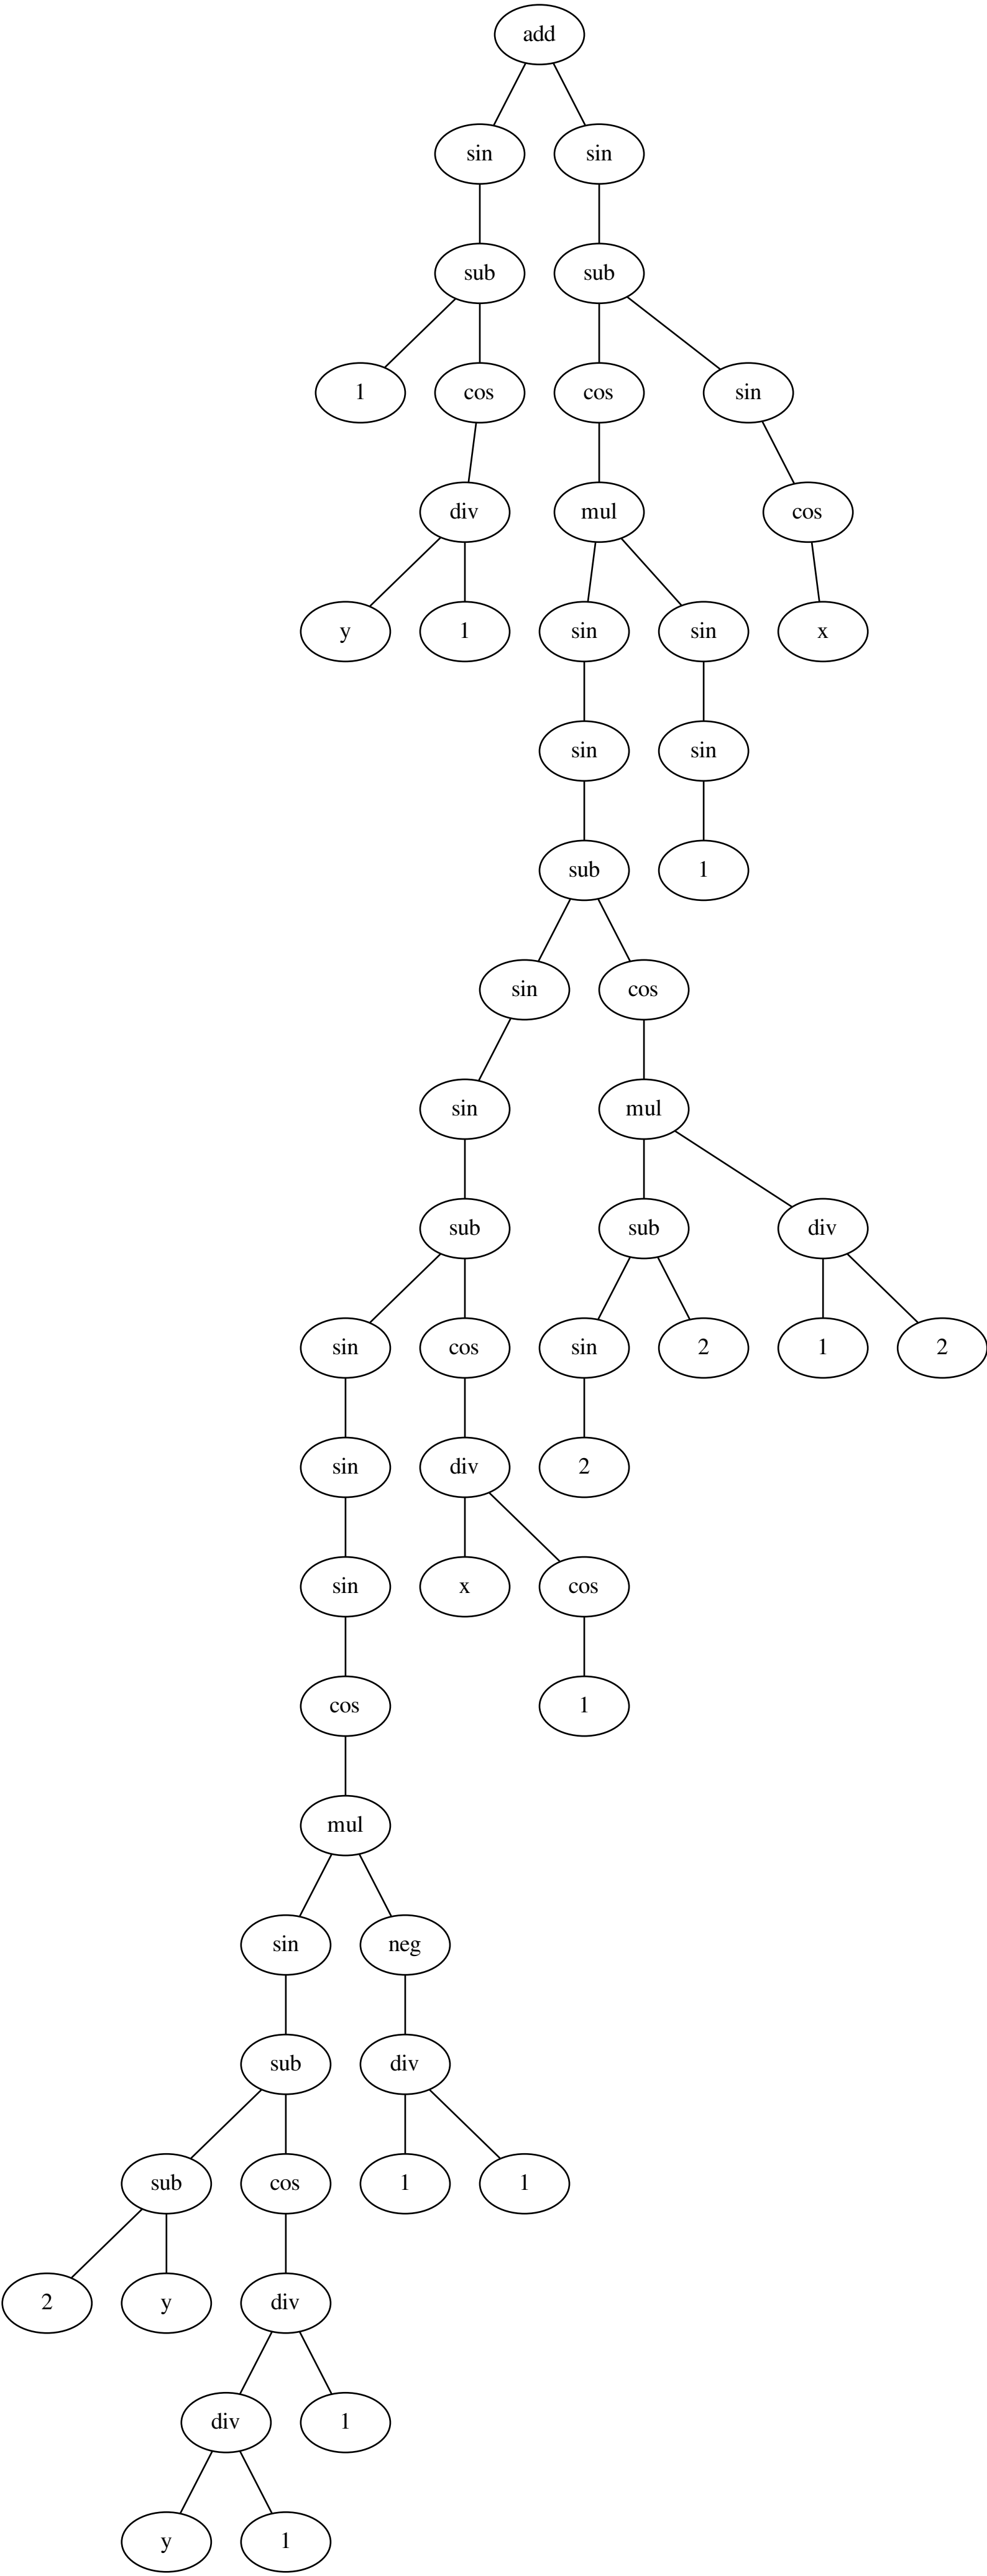 add
sin sin
sub sub
1 cos cos sin
div mul cos
y 1 sin sin x
sin sin
sub 1
sin cos
sin mul
sub sub div
sin cos sin 2 1 2
sin div 2
sin x cos
cos 1
mul
sin neg
sub div
sub cos 1 1
2 y div
div 1
y 1